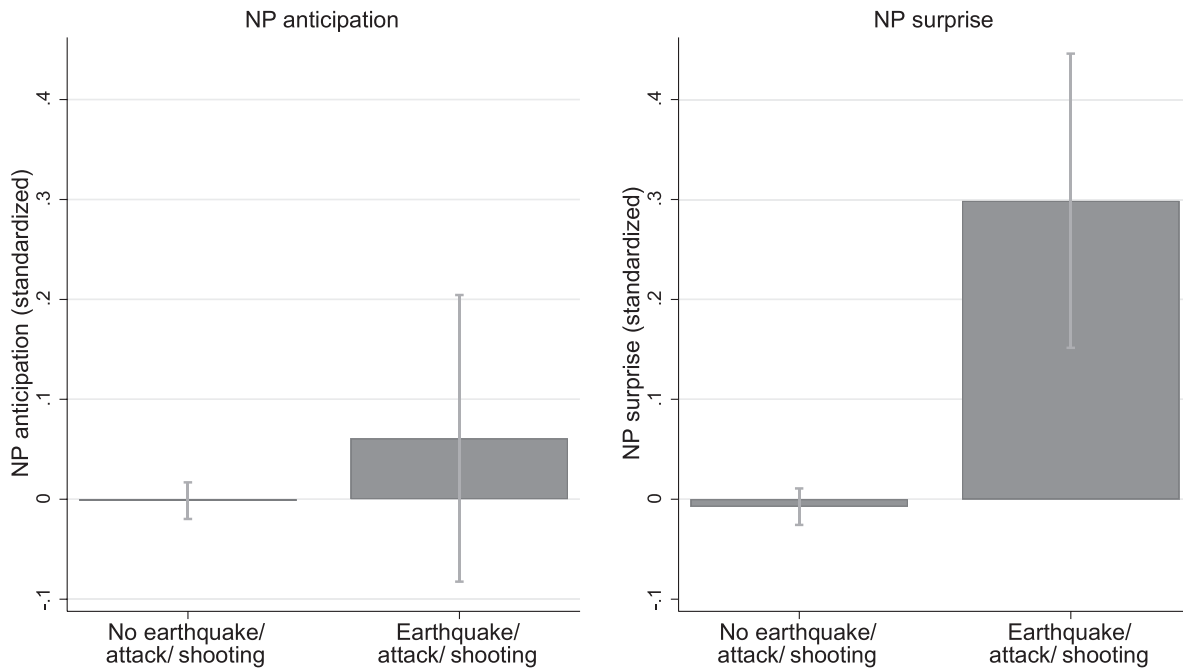 NP anticipation
NP anticipation (standardized)
.4
.3
.2
.1
0
-.1
No earthquake/
attack/ shooting
Earthquake/
attack/ shooting
NP surprise
NP surprise (standardized)
.4
.3
.2
.1
0
-.1
No earthquake/
attack/ shooting
Earthquake/
attack/ shooting